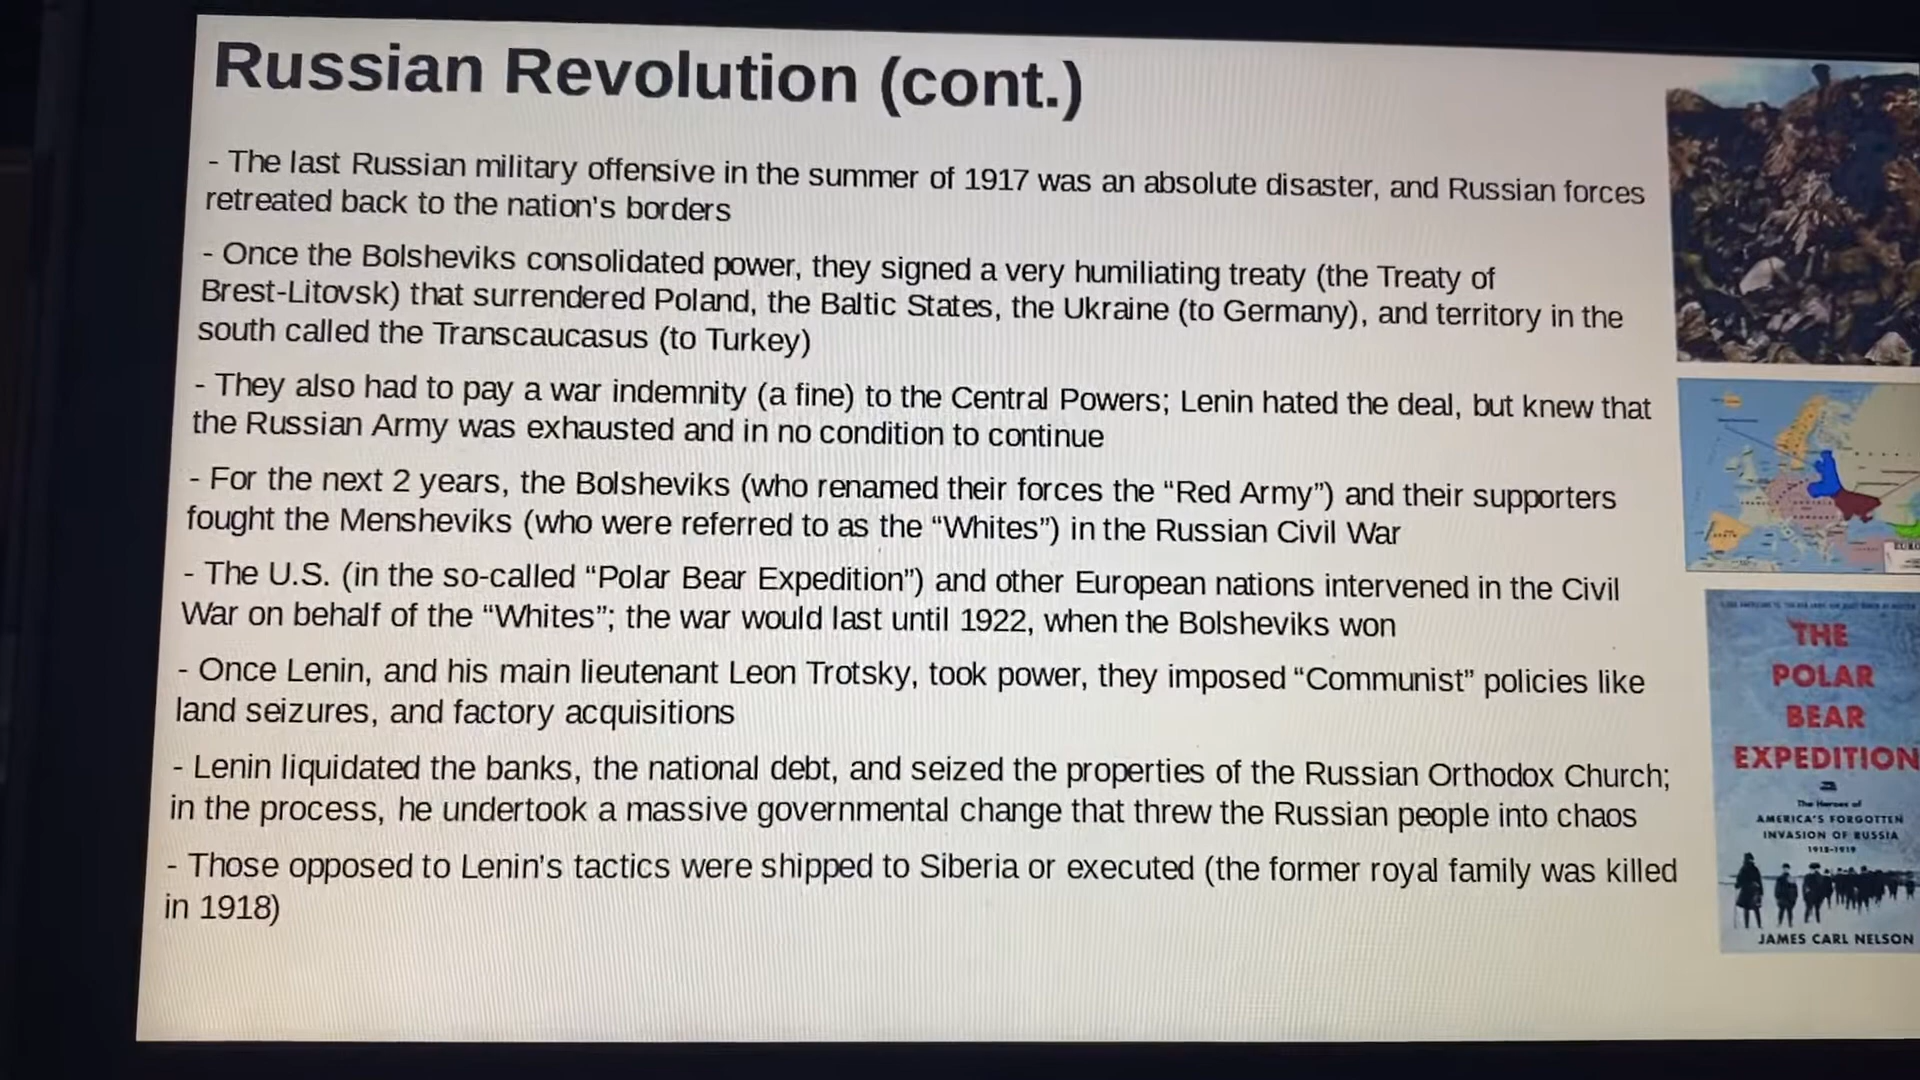 Russian Revolution (cont.)
- The last Russian military offensive in the summer of 1917 was an absolute disaster, and Russian forces
retreated back to the nation's borders
- Once the Bolsheviks consolidated power, they signed a very humiliating treaty (the Treaty of
Brest-Litovsk) that surrendered Poland, the Baltic States, the Ukraine (to Germany), and territory in the
south called the Transcaucasus (to Turkey)
- They also had to pay a war indemnity (a fine) to the Central Powers; Lenin hated the deal, but knew that
the Russian Army was exhausted and in no condition to continue
- For the next 2 years, the Bolsheviks (who renamed their forces the “Red Army”) and their supporters
fought the Mensheviks (who were referred to as the “Whites”) in the Russian Civil War
- The U.S. (in the so-called “Polar Bear Expedition”) and other European nations intervened in the Civil
War on behalf of the “Whites”; the war would last until 1922, when the Bolsheviks won
- Once Lenin, and his main lieutenant Leon Trotsky, took power, they imposed “Communist” policies like
land seizures, and factory acquisitions
- Lenin liquidated the banks, the national debt, and seized the properties of the Russian Orthodox Church;
in the process, he undertook a massive governmental change that threw the Russian people into chaos
- Those opposed to Lenin's tactics were shipped to Siberia or executed (the former royal family was killed
in 1918)
THE
POLAR
BEAR
EXPEDITION
The Heroes of
AMERICA'S FORGOTTEN
INVASION OF RUSSIA
1918-1919
JAMES CARL NELSON